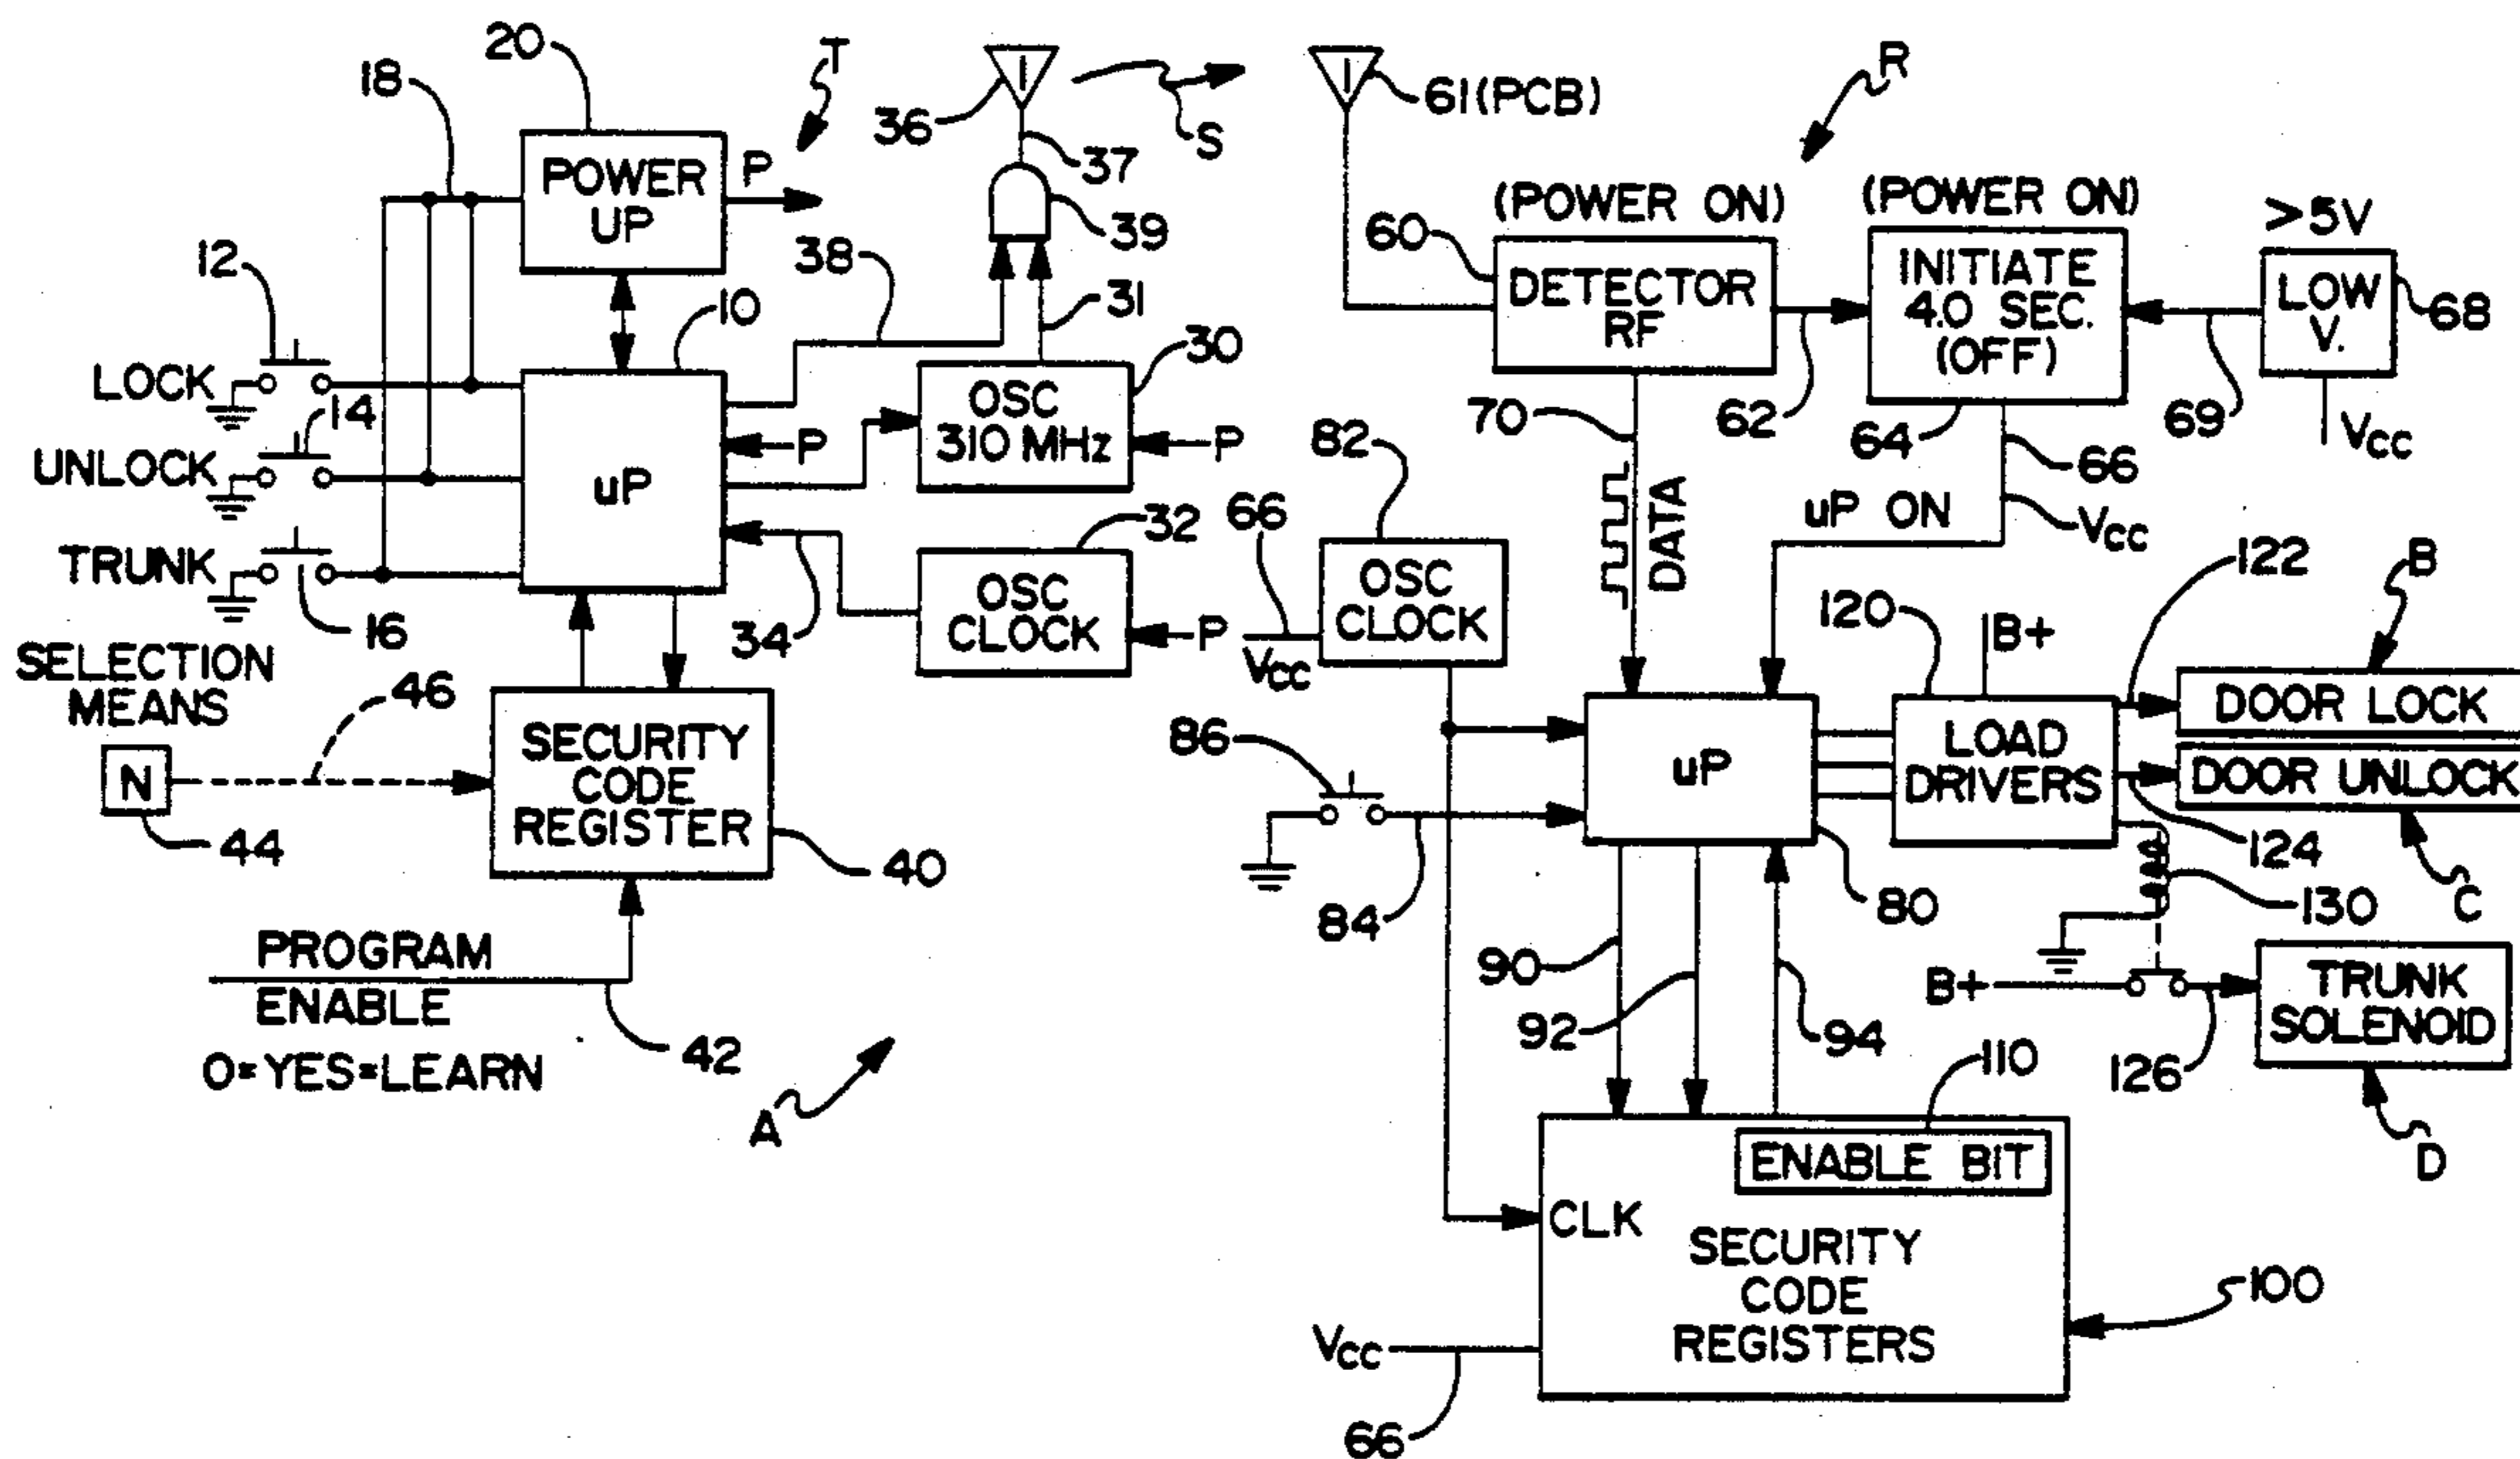 20
T
18
36
S
61(PCB)
R
POWER
UP
P
37
39
12
38
10
31
30
LOCK
14
UNLOCK
uP
P
OSC
310 MHz
P
TRUNK
16
32
34
OSC
CLOCK
P
SELECTION
MEANS
46
N
44
SECURITY
CODE
REGISTER
40
PROGRAM
ENABLE
42
0=YES=LEARN
A
60
(POWER ON)
DETECTOR
RF
(POWER ON)
INITIATE
4.0 SEC.
(OFF)
>5V
LOW
V.
68
70
62
64
69
VCC
66
uP ON
VCC
DATA
82
66
VCC
OSC
CLOCK
122
B
120
B+
86
uP
LOAD
DRIVERS
DOOR LOCK
DOOR UNLOCK
124
C
84
80
130
90
92
94
B+
126
TRUNK
SOLENOID
D
110
ENABLE BIT
CLK
SECURITY
CODE
REGISTERS
100
VCC
66